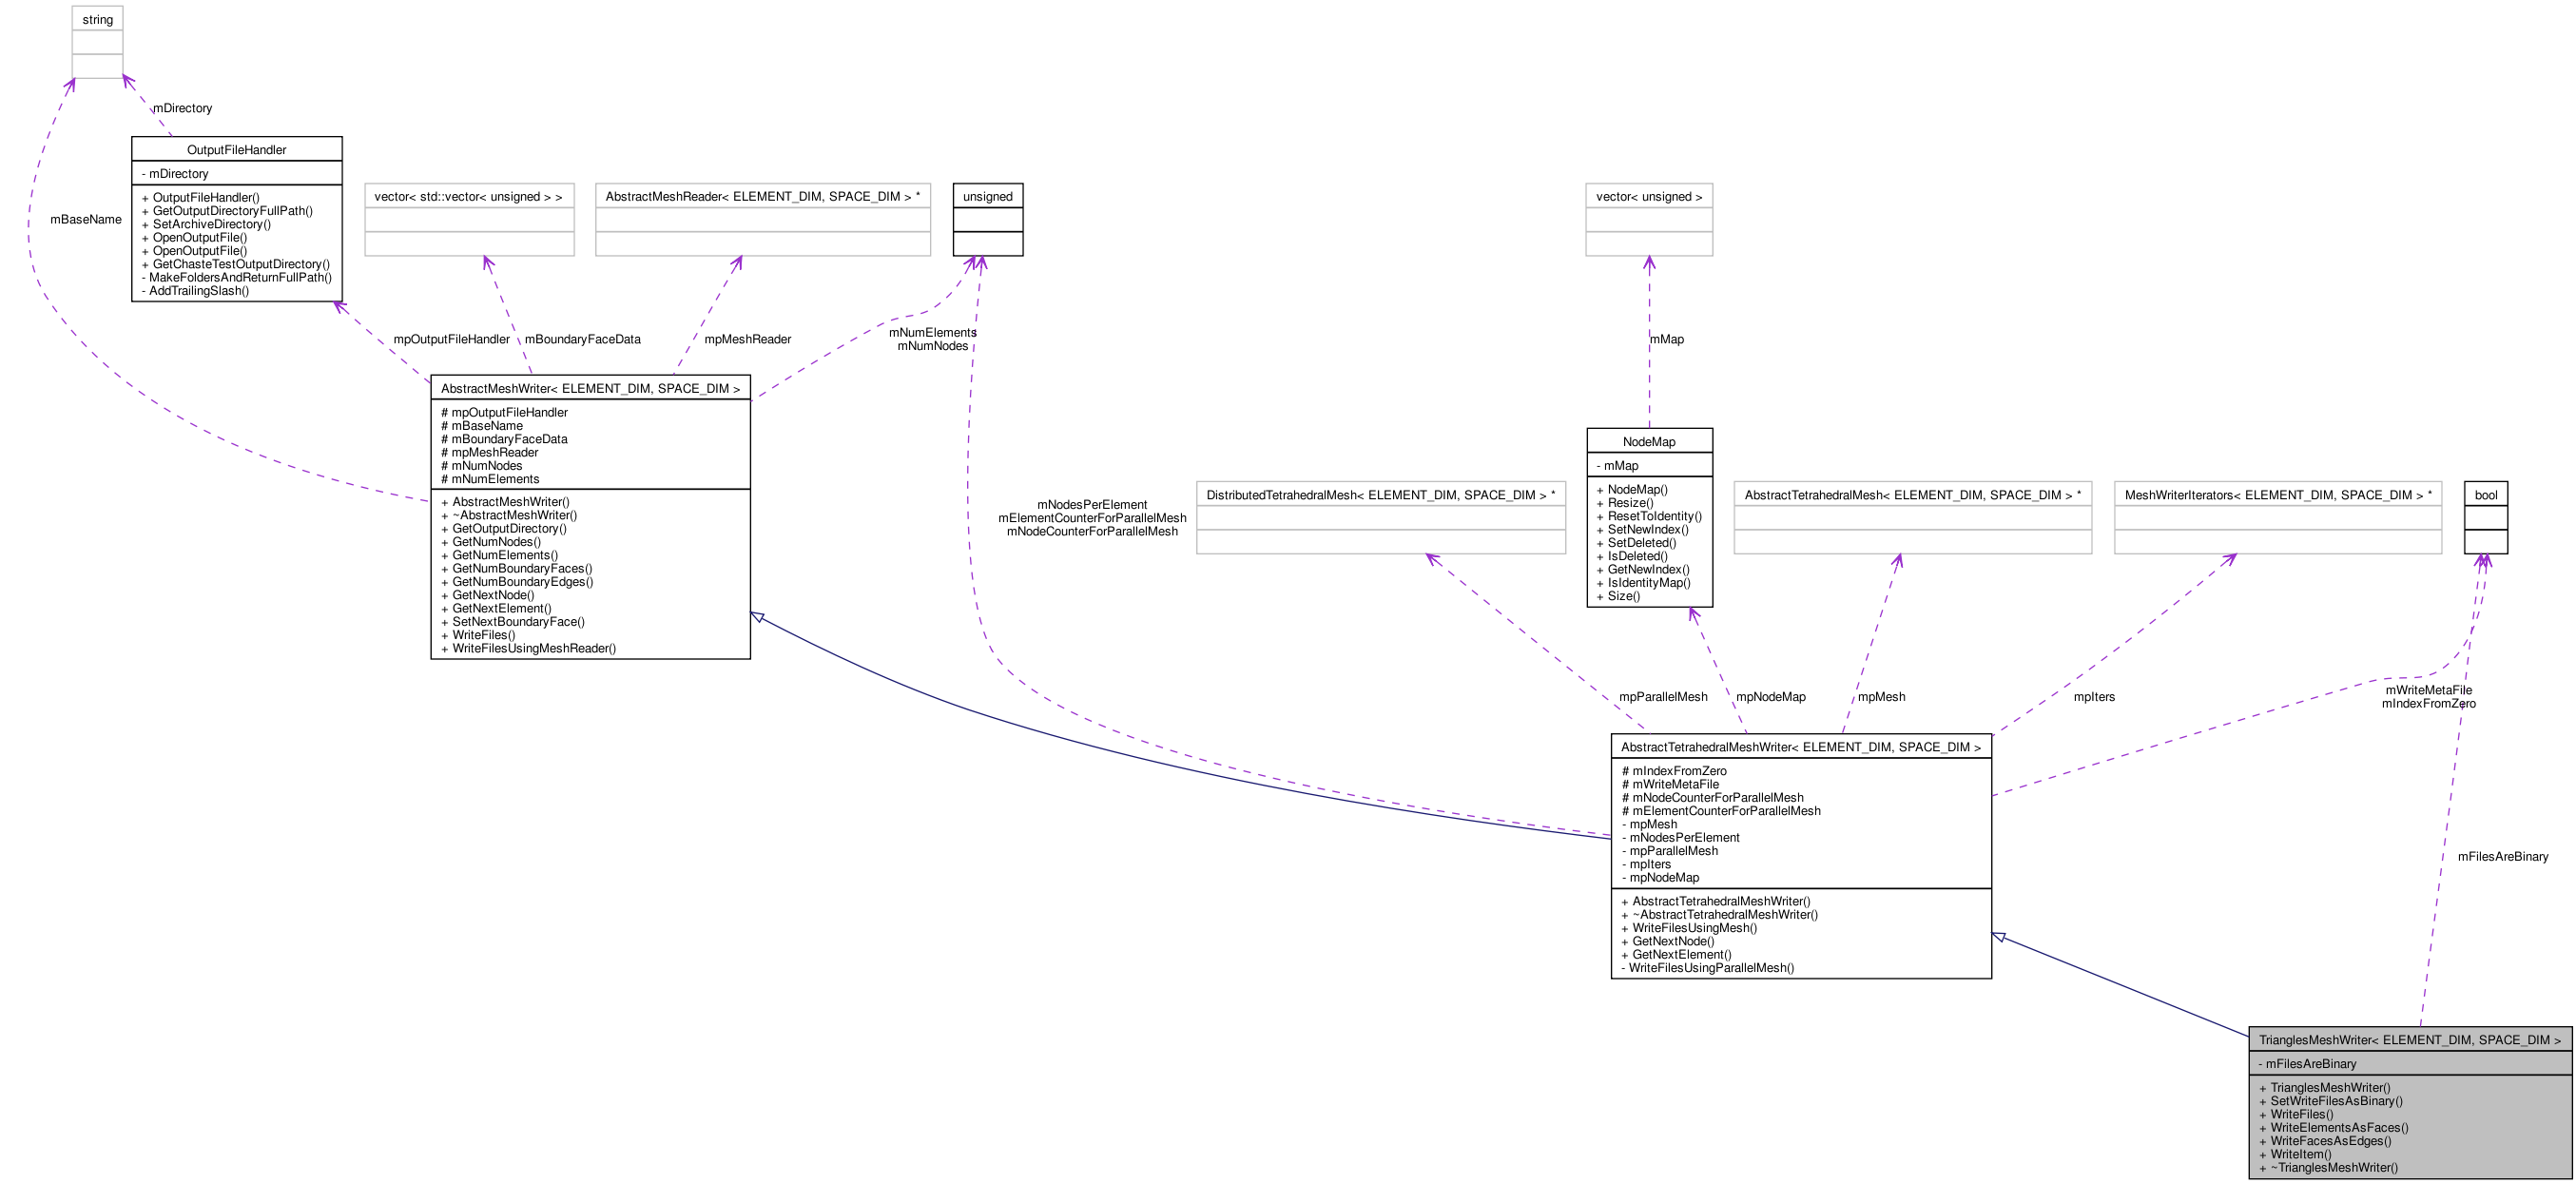 string
mDirectory
OutputFileHandler
- mDirectory
+ OutputFileHandler()
+ GetOutputDirectoryFullPath()
+ SetArchiveDirectory()
+ OpenOutputFile()
+ OpenOutputFile()
+ GetChasteTestOutputDirectory()
- MakeFoldersAndReturnFullPath()
- AddTrailingSlash()
mBaseName
vector< std::vector< unsigned > >
AbstractMeshReader< ELEMENT_DIM, SPACE_DIM > *
unsigned
vector< unsigned >
mpOutputFileHandler
mBoundaryFaceData
mpMeshReader
mNumElements
mNumNodes
mMap
AbstractMeshWriter< ELEMENT_DIM, SPACE_DIM >
# mpOutputFileHandler
# mBaseName
# mBoundaryFaceData
# mpMeshReader
# mNumNodes
# mNumElements
+ AbstractMeshWriter()
+ ~AbstractMeshWriter()
+ GetOutputDirectory()
+ GetNumNodes()
+ GetNumElements()
+ GetNumBoundaryFaces()
+ GetNumBoundaryEdges()
+ GetNextNode()
+ GetNextElement()
+ SetNextBoundaryFace()
+ WriteFiles()
+ WriteFilesUsingMeshReader()
mNodesPerElement
mElementCounterForParallelMesh
mNodeCounterForParallelMesh
DistributedTetrahedralMesh< ELEMENT_DIM, SPACE_DIM > *
NodeMap
- mMap
+ NodeMap()
+ Resize()
+ ResetToIdentity()
+ SetNewIndex()
+ SetDeleted()
+ IsDeleted()
+ GetNewIndex()
+ IsIdentityMap()
+ Size()
AbstractTetrahedralMesh< ELEMENT_DIM, SPACE_DIM > *
MeshWriterIterators< ELEMENT_DIM, SPACE_DIM > *
bool
mpParallelMesh
mpNodeMap
mpMesh
mpIters
mWriteMetaFile
mIndexFromZero
AbstractTetrahedralMeshWriter< ELEMENT_DIM, SPACE_DIM >
# mIndexFromZero
# mWriteMetaFile
# mNodeCounterForParallelMesh
# mElementCounterForParallelMesh
- mpMesh
- mNodesPerElement
- mpParallelMesh
- mpIters
- mpNodeMap
+ AbstractTetrahedralMeshWriter()
+ ~AbstractTetrahedralMeshWriter()
+ WriteFilesUsingMesh()
+ GetNextNode()
+ GetNextElement()
- WriteFilesUsingParallelMesh()
mFilesAreBinary
TrianglesMeshWriter< ELEMENT_DIM, SPACE_DIM >
- mFilesAreBinary
+ TrianglesMeshWriter()
+ SetWriteFilesAsBinary()
+ WriteFiles()
+ WriteElementsAsFaces()
+ WriteFacesAsEdges()
+ WriteItem()
+ ~TrianglesMeshWriter()